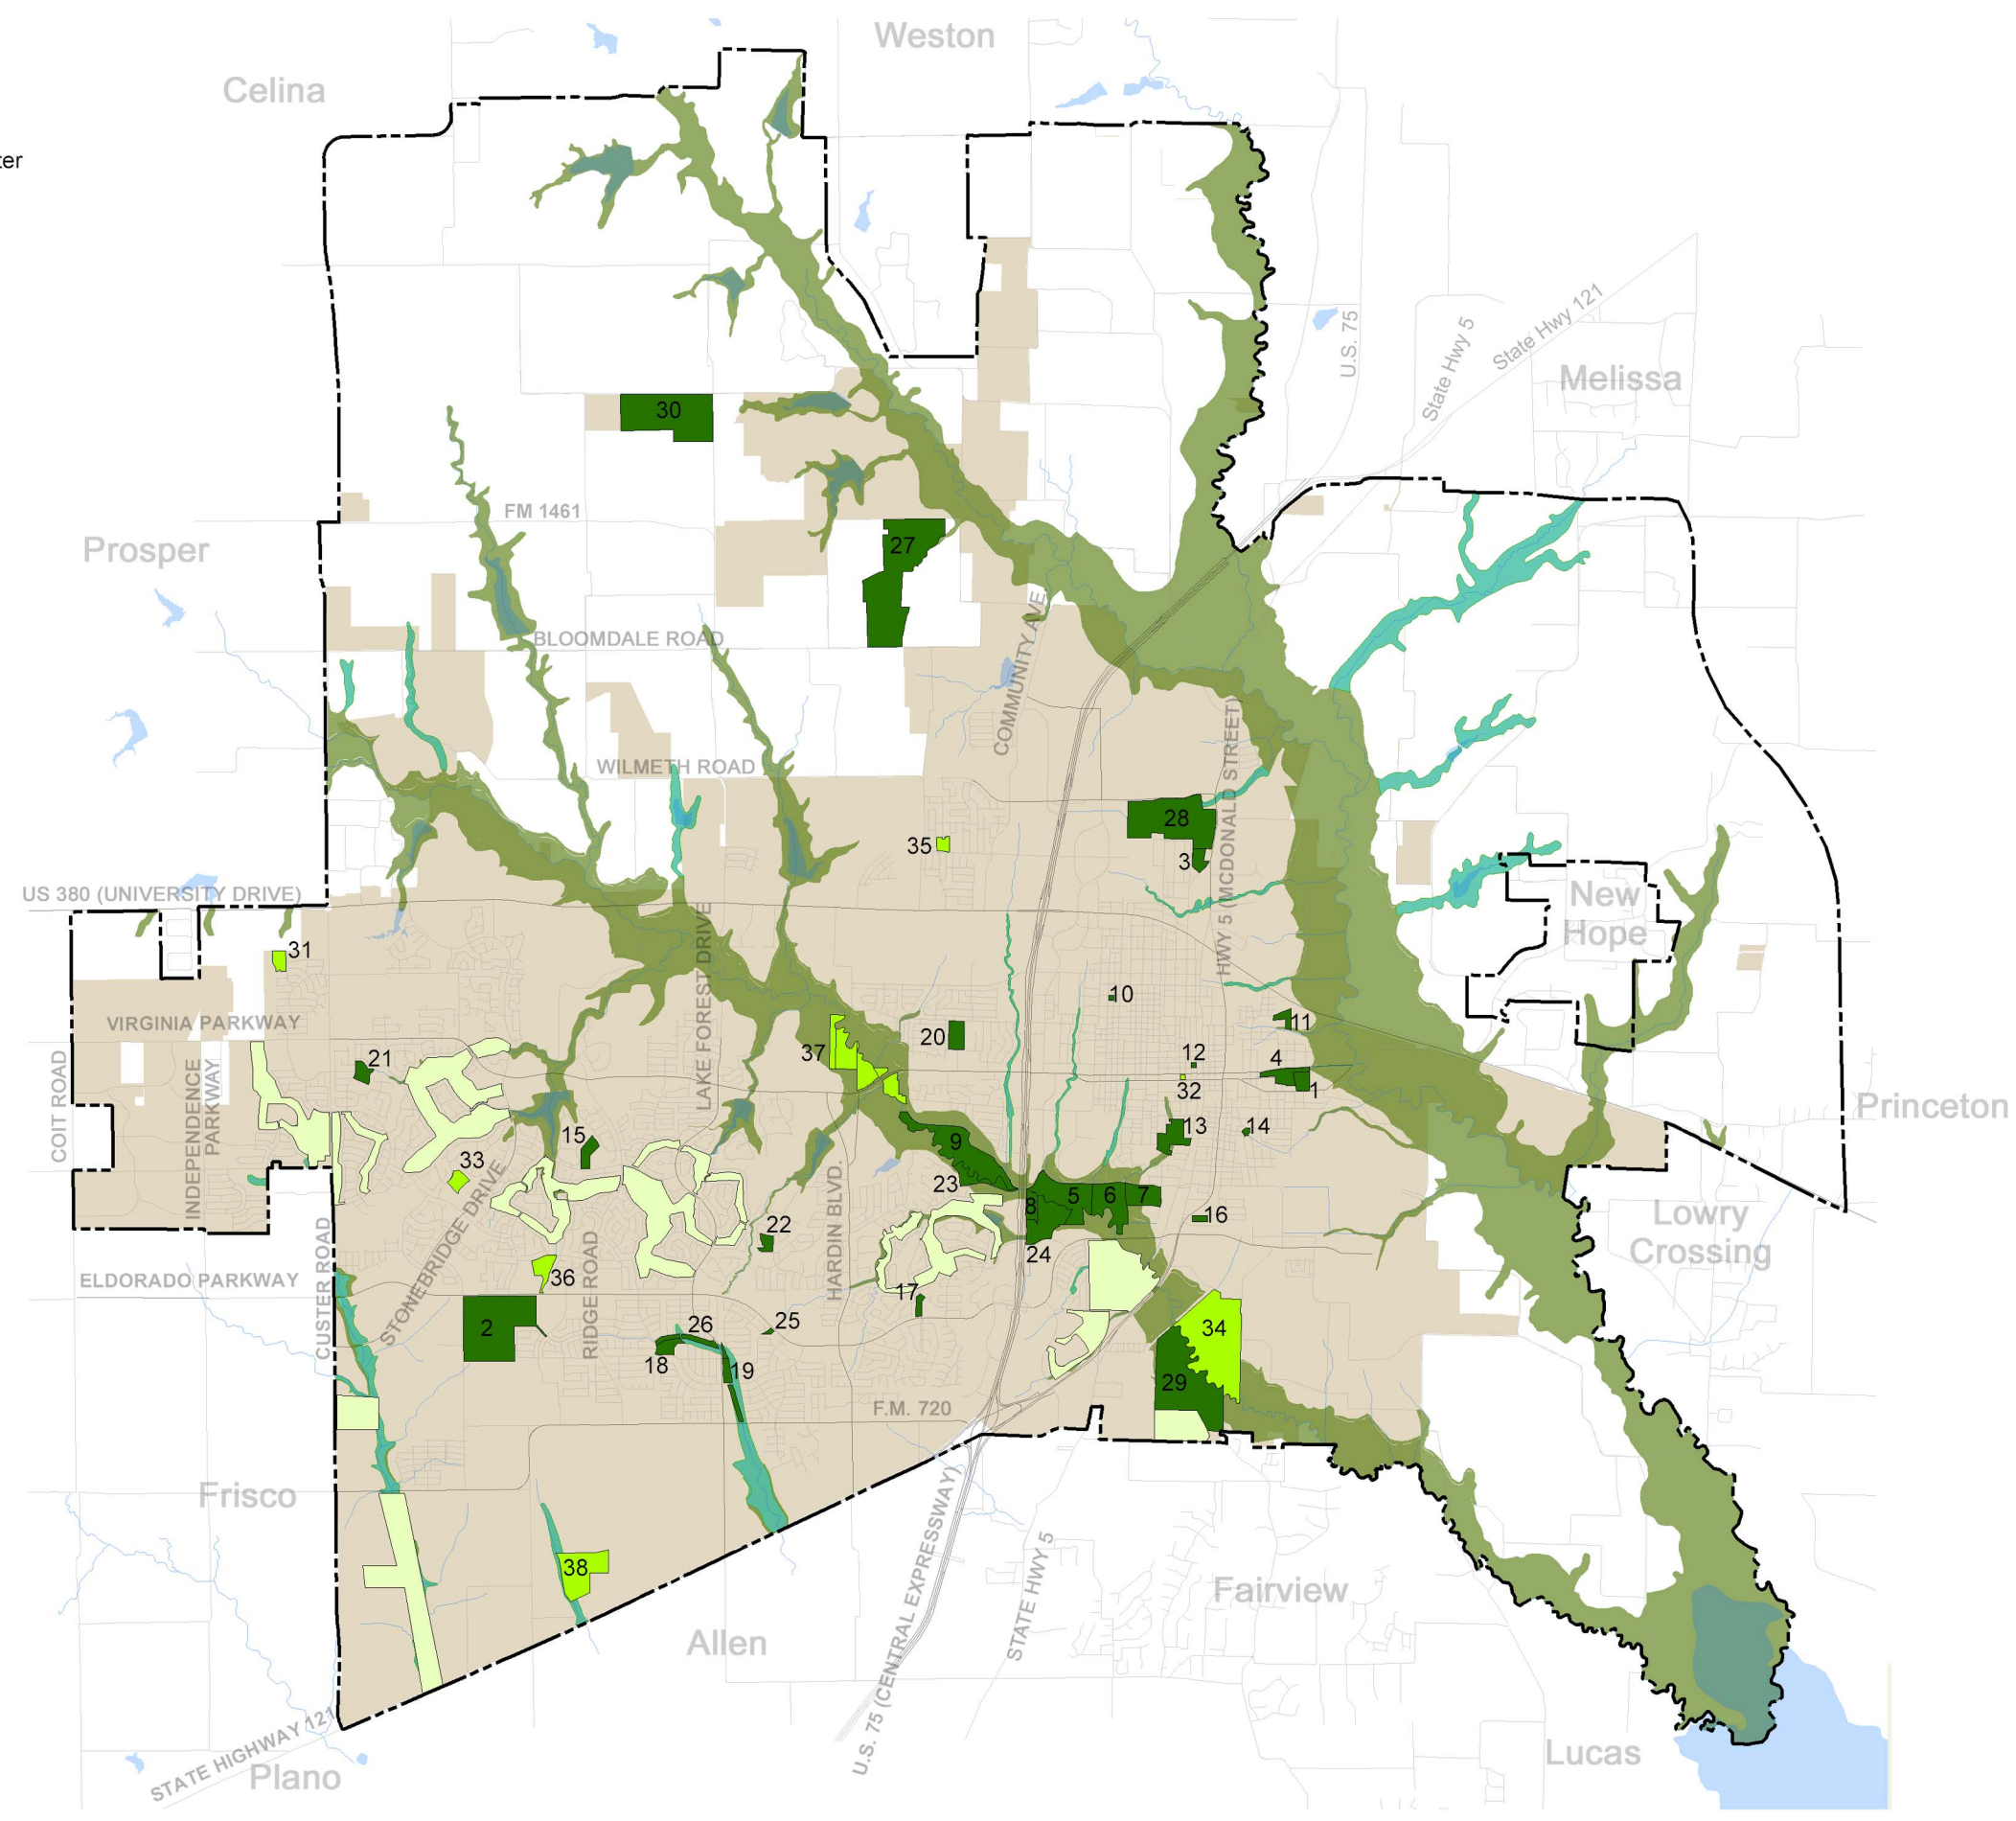 Weston
Celina
ter
U.S. 75
State Hwy 5
State Hwy 121
Melissa
30
FM 1461
27
Prosper
BLOOMDALE ROAD
COMMUNITY AVE
WILMETH ROAD
HWY 5 (MCDONALD STREET)
28
35
3
US 380 (UNIVERSITY DRIVE)
New
Hope
LAKE FOREST DRIVE
31
10
VIRGINIA PARKWAY
11
20
37
21
12
4
32
1
COIT ROAD
INDEPENDENCE
PARKWAY
Princeton
15
13
14
9
33
23
5
6
7
8
16
Lowry
Crossing
22
24
HARDIN BLVD.
STONEBRIDGE DRIVE
CUSTER ROAD
RIDGE ROAD
ELDORADO PARKWAY
36
17
2
26
25
34
18
19
29
F.M. 720
Frisco
38
U.S. 75 (CENTRAL EXPRESSWAY)
STATE HWY 5
Fairview
Allen
STATE HIGHWAY 121
Plano
Lucas